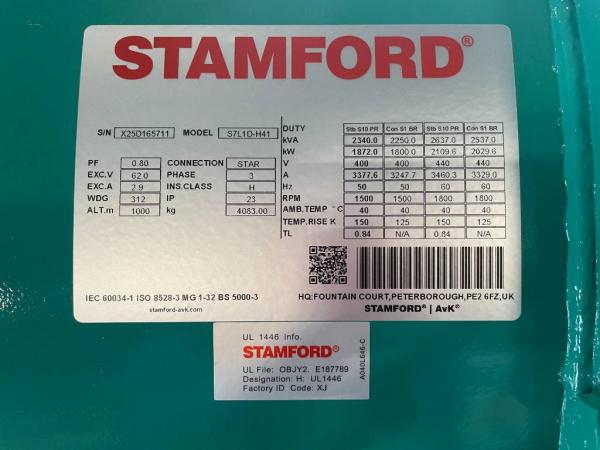 STAMFORD®
S/N X25D165711 MODEL S7L1D-H41
PF 0.80 CONNECTION STAR
EXC.V 62.0 PHASE 3
EXC.A 2.9 INS.CLASS H
WDG 312 IP 23
ALT.m 1000 kg 4083.00
DUTY Stb S10 PR Con S1 BR Stb S10 PR Con S1 BR
kVA 2340.0 2250.0 2637.0 2537.0
kW 1872.0 1800.0 2109.6 2029.6
V 400 400 440 440
A 3377.6 3247.7 3460.3 3329.0
Hz 50 50 60 60
RPM 1500 1500 1800 1800
AMB.TEMP °C 40 40 40 40
TEMP.RISE K 150 125 150 125
TL 0.84 N/A 0.84 N/A
IEC 60034-1 ISO 8528-3 MG 1-32 BS 5000-3
stamford-avk.com
HQ:FOUNTAIN COURT,PETERBOROUGH,PE2 6FZ,UK
STAMFORD® | AvK®
UL 1446 info.
STAMFORD®
UL File: OBJY2. E187789
Designation: H: UL1446
Factory ID Code: XJ
A040L646-C